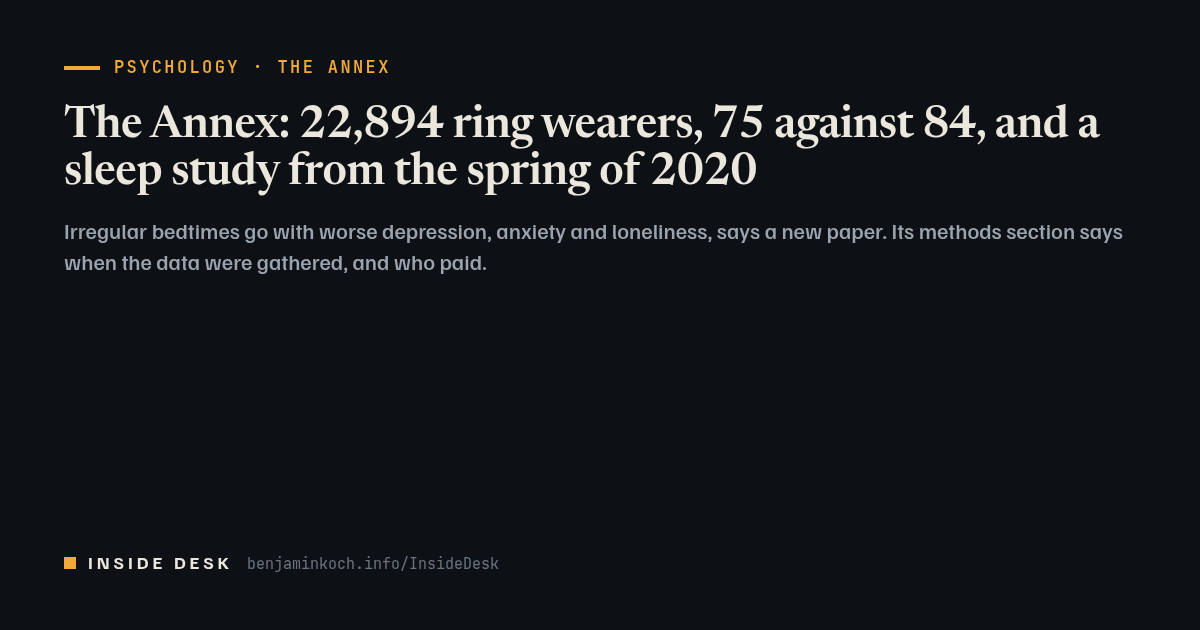 PSYCHOLOGY · THE ANNEX
The Annex: 22,894 ring wearers, 75 against 84, and a
sleep study from the spring of 2020
Irregular bedtimes go with worse depression, anxiety and loneliness, says a new paper. Its methods section says
when the data were gathered, and who paid.
INSIDE DESK benjaminkoch.info/InsideDesk